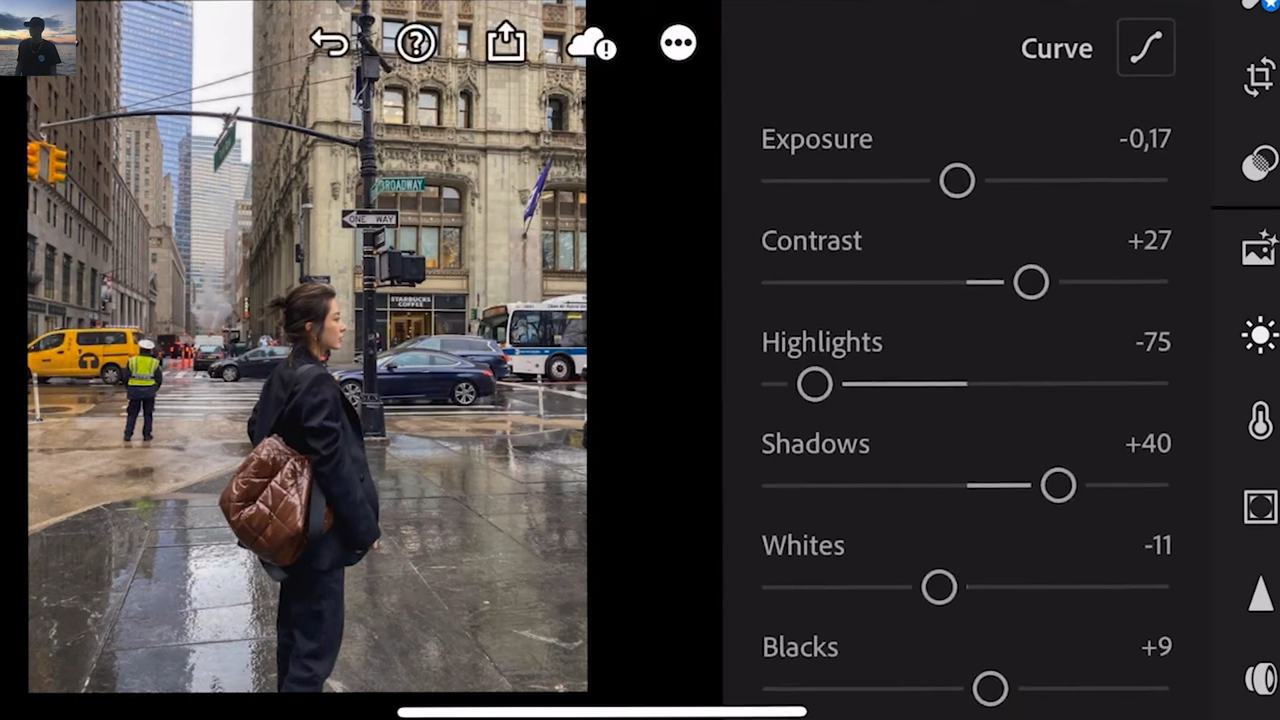 Curve
Exposure -0,17
BROADWAY
ONE WAY
Contrast +27
STARBUCKS
COFFEE
Highlights -75
Shadows +40
Whites -11
Blacks +9